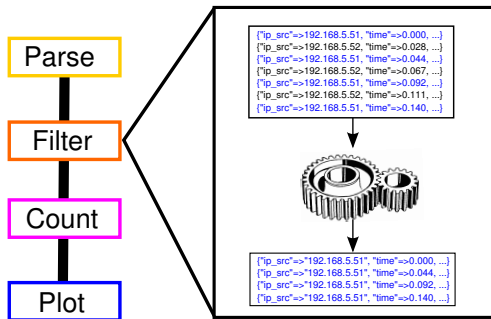 Parse
Filter
Count
Plot
{"ip_src"=>192.168.5.51, "time"=>0.000, ...}
{"ip_src"=>192.168.5.52, "time"=>0.028, ...}
{"ip_src"=>192.168.5.51, "time"=>0.044, ...}
{"ip_src"=>192.168.5.52, "time"=>0.067, ...}
{"ip_src"=>192.168.5.51, "time"=>0.092, ...}
{"ip_src"=>192.168.5.52, "time"=>0.111, ...}
{"ip_src"=>192.168.5.51, "time"=>0.140, ...}
{"ip_src"=>"192.168.5.51", "time"=>0.000, ...}
{"ip_src"=>"192.168.5.51", "time"=>0.044, ...}
{"ip_src"=>"192.168.5.51", "time"=>0.092, ...}
{"ip_src"=>"192.168.5.51", "time"=>0.140, ...}